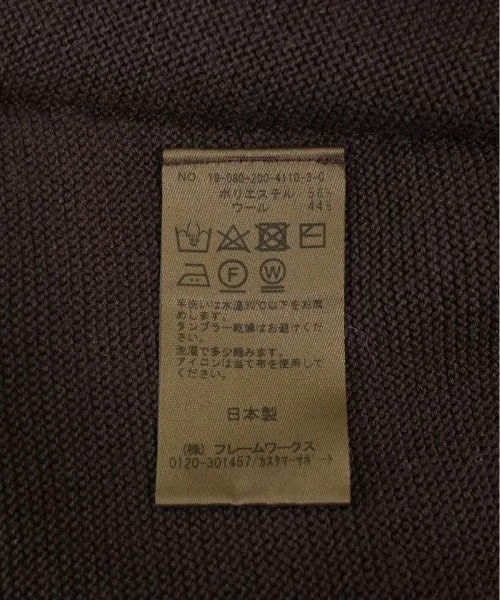 NO 19-080-200-4110-3-0
ポリエステル 56%
ウール 44%
F W
手洗いは水温30℃以下をお薦
めします。
タンブラー乾燥はお避けくだ
さい。
洗濯で多少縮みます。
アイロンは当て布を使用して
ください。
日本製
(株) フレームワークス
0120-301457/カスタマーサポート